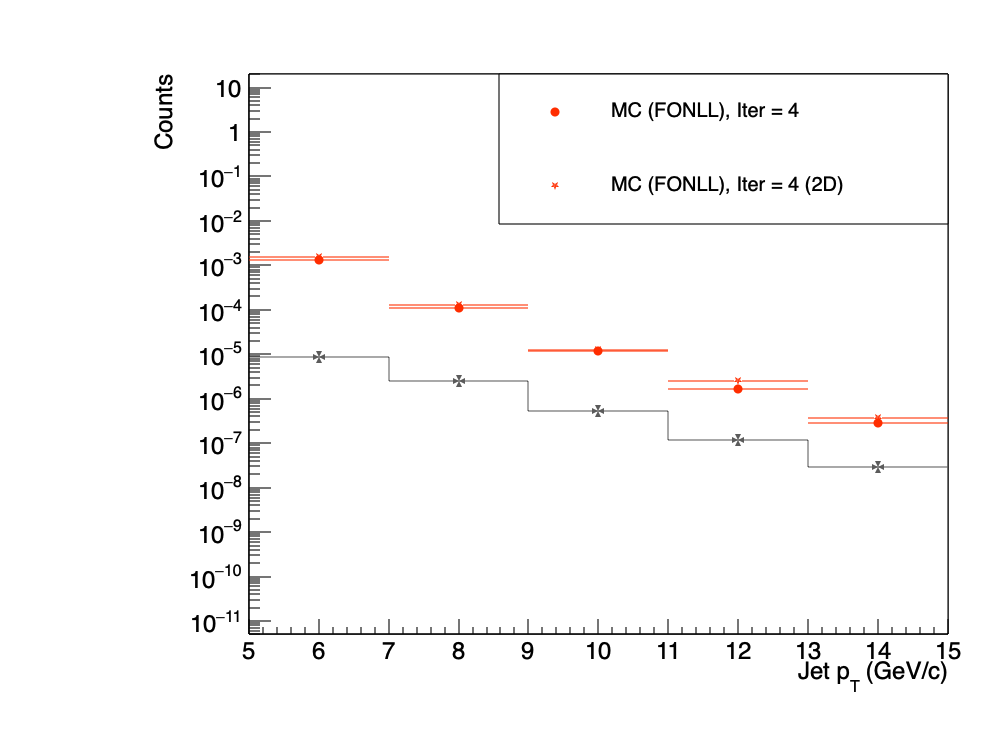 Counts
10
1
10⁻¹
10⁻²
10⁻³
10⁻⁴
10⁻⁵
10⁻⁶
10⁻⁷
10⁻⁸
10⁻⁹
10⁻¹⁰
10⁻¹¹
MC (FONLL), Iter = 4
MC (FONLL), Iter = 4 (2D)
5 6 7 8 9 10 11 12 13 14 15
Jet p_T (GeV/c)